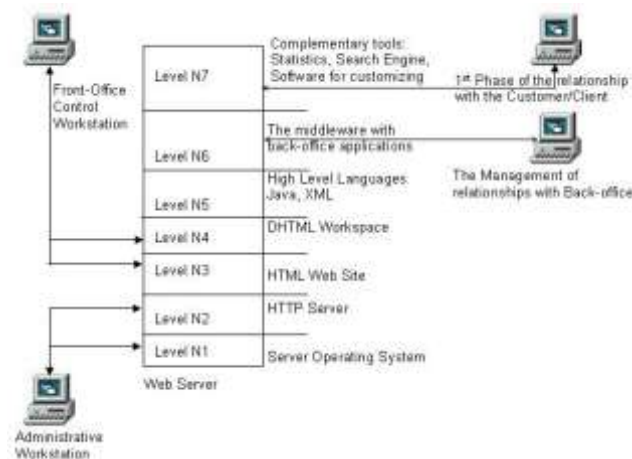 Complementary tools:
Statistics, Search Engine,
Software for customizing
Level N7
Front-Office
Control
Workstation
1st Phase of the relationship
with the Customer/Client
The middleware with
back-office applications
Level N6
The Management of
relationships with Back-office
High Level Languages
Java, XML
Level N5
Level N4
DHTML Workspace
Level N3
HTML Web Site
HTTP Server
Level N2
Level N1
Server Operating System
Web Server
Administrative
Workstation